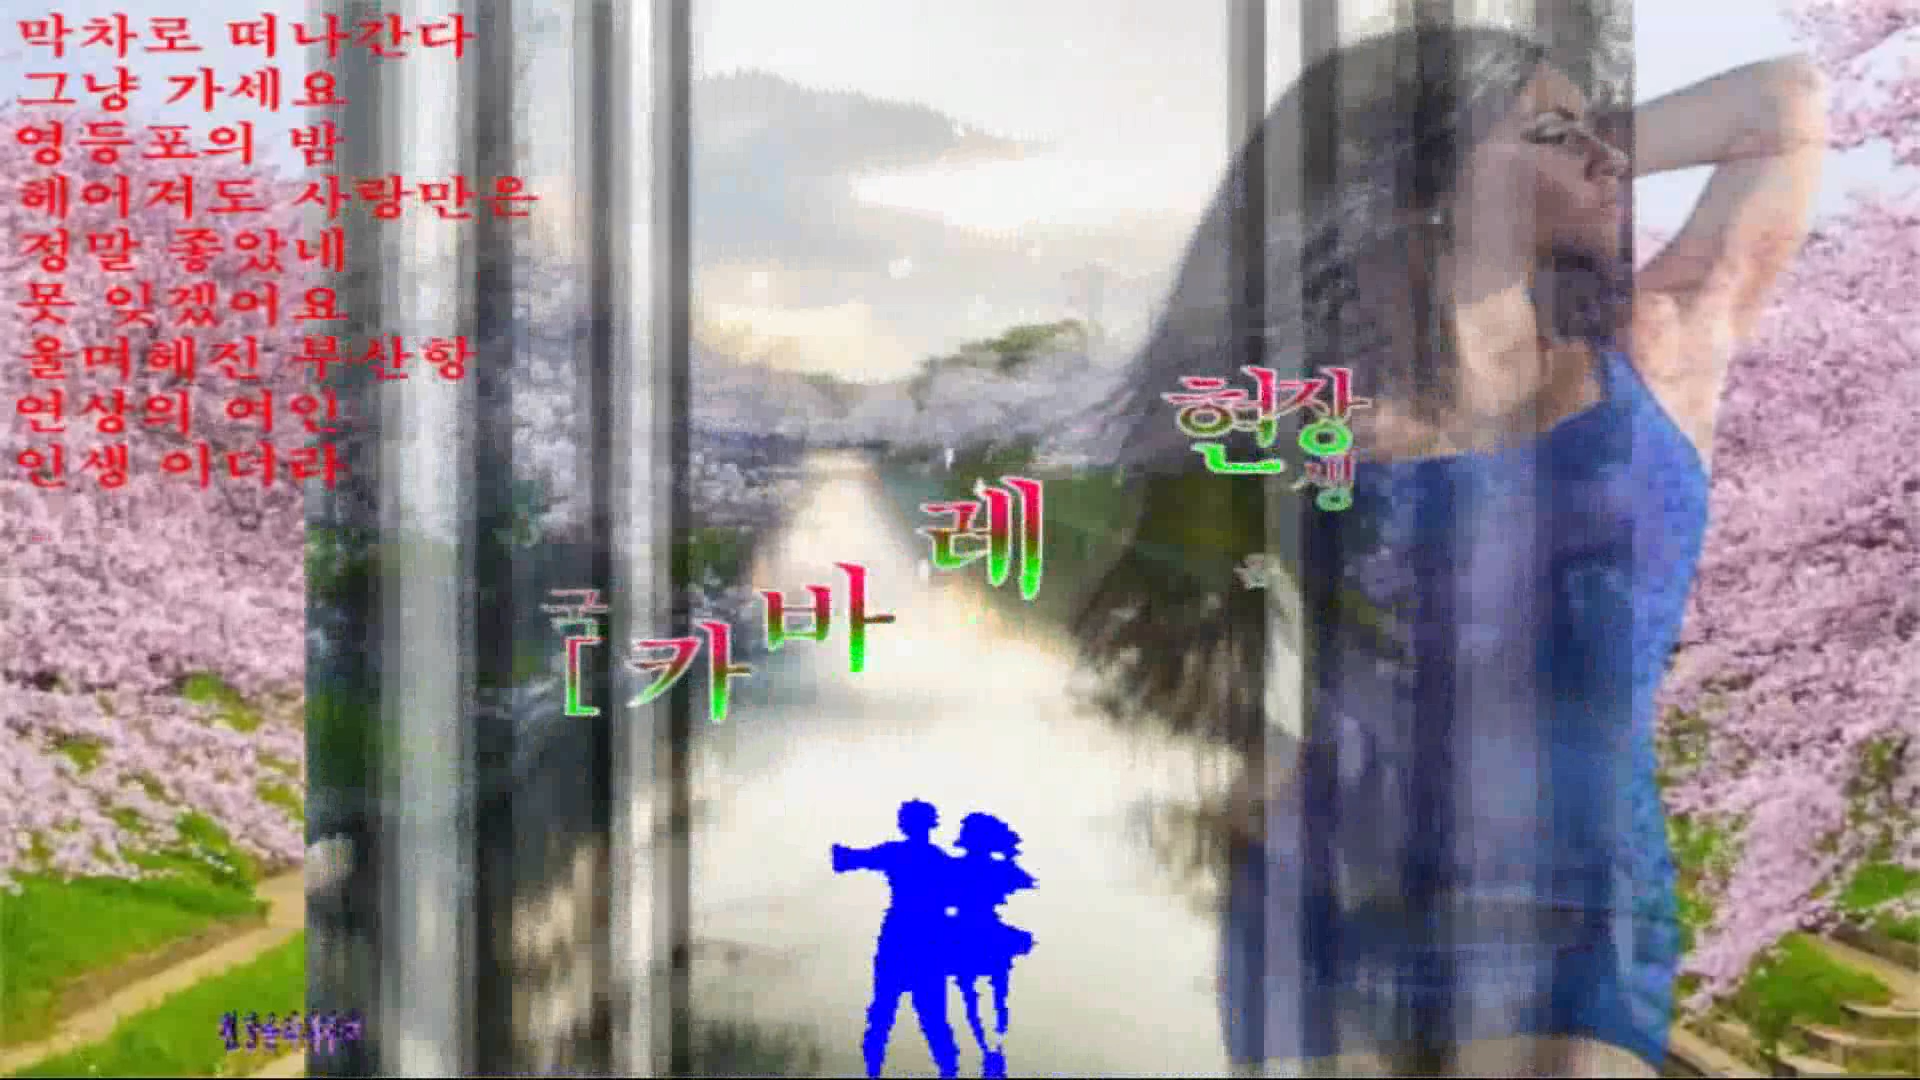 막차로 떠나간다
그냥 가세요
영등포의 밤
헤어저도 사랑만은
정말 좋았네
못 잊겠어요
울며헤진 부산항
연상의 여인
인생 이더라
[카바레 현장